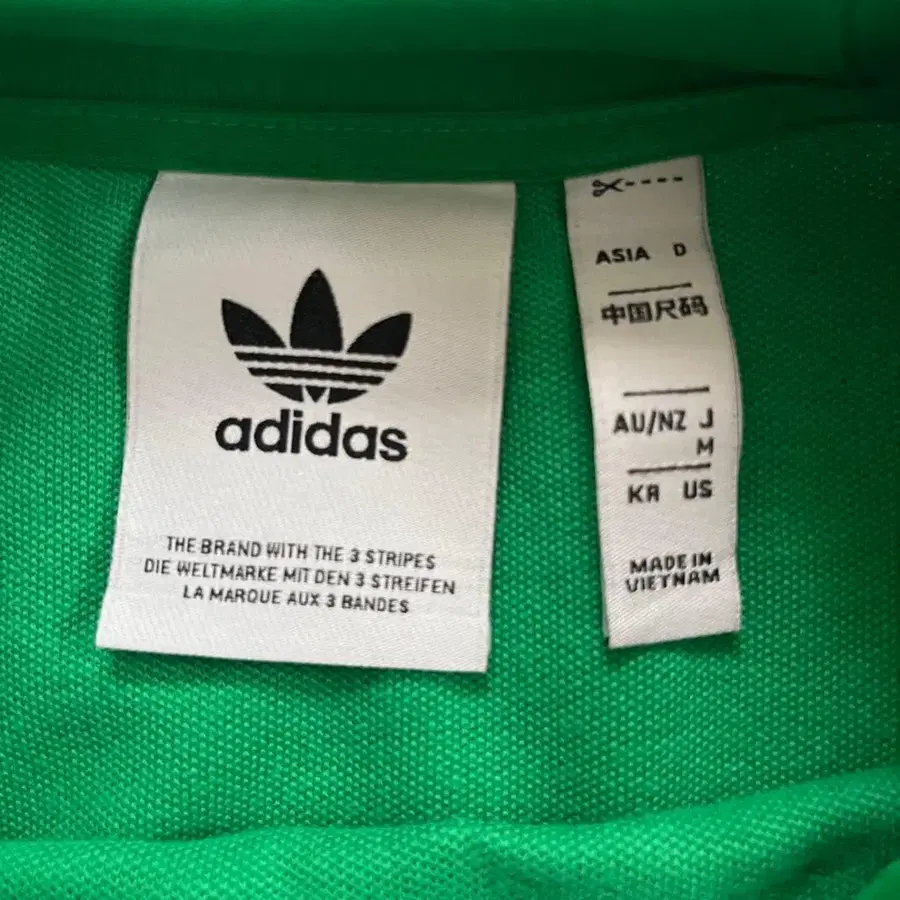 adidas
THE BRAND WITH THE 3 STRIPES
DIE WELTMARKE MIT DEN 3 STREIFEN
LA MARQUE AUX 3 BANDES
ASIA D
中国尺码
AU/NZ J
M
KR US
MADE IN
VIETNAM